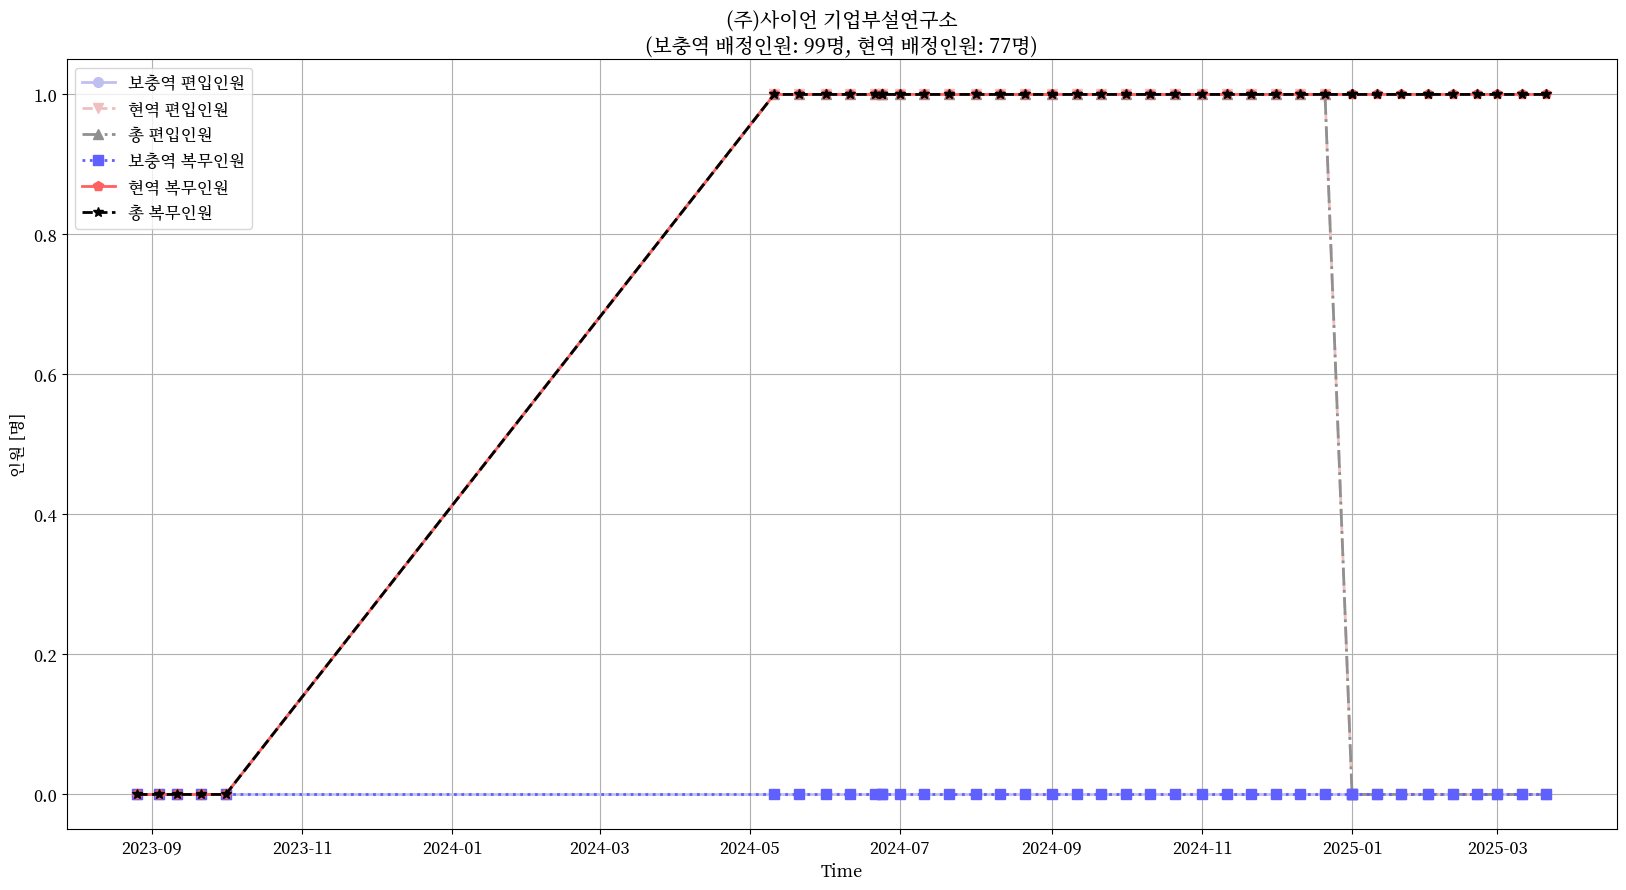 (주)사이언 기업부설연구소
(보충역 배정인원: 99명, 현역 배정인원: 77명)
보충역 편입인원
현역 편입인원
총 편입인원
보충역 복무인원
현역 복무인원
총 복무인원
1.0
0.8
0.6
0.4
0.2
0.0
인원 [명]
2023-09
2023-11
2024-01
2024-03
2024-05
2024-07
2024-09
2024-11
2025-01
2025-03
Time